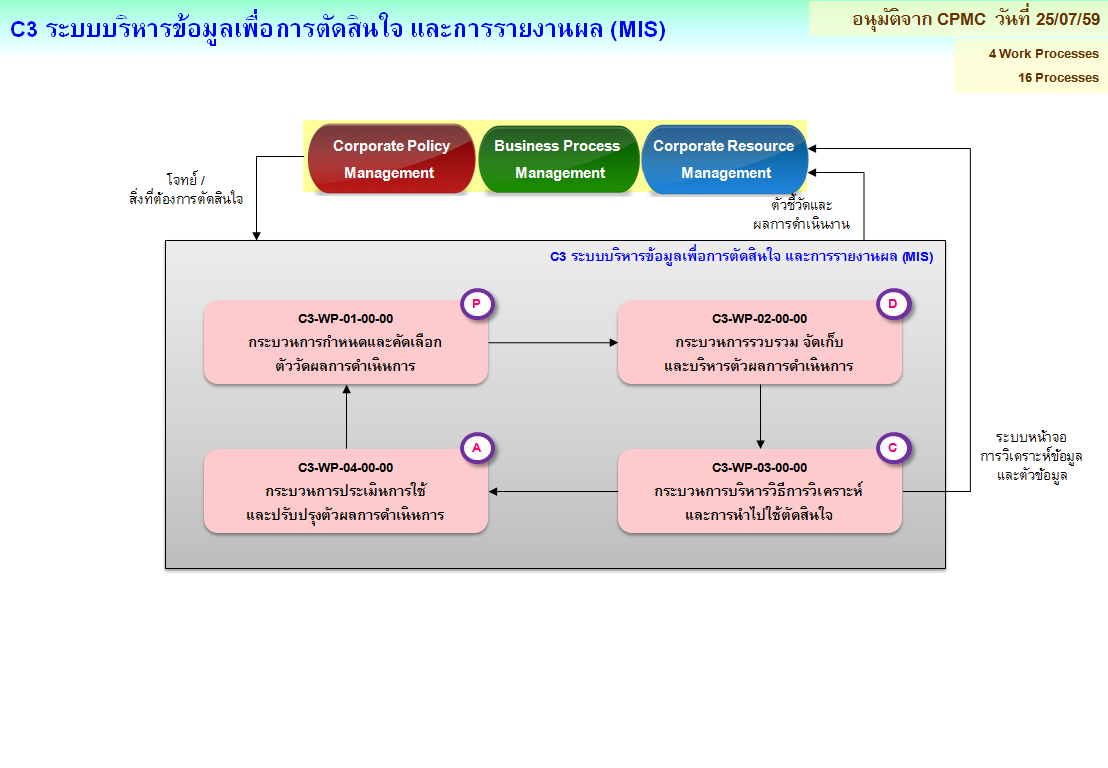 C3 ระบบบริหารข้อมูลเพื่อการตัดสินใจ และการรายงานผล (MIS)
อนุมัติจาก CPMC วันที่ 25/07/59
4 Work Processes
16 Processes
Corporate Policy
Management
Business Process
Management
Corporate Resource
Management
โจทย์ /
สิ่งที่ต้องการตัดสินใจ
ตัวชี้วัดและ
ผลการดำเนินงาน
C3 ระบบบริหารข้อมูลเพื่อการตัดสินใจ และการรายงานผล (MIS)
P
C3-WP-01-00-00
กระบวนการกำหนดและคัดเลือก
ตัววัดผลการดำเนินการ
D
C3-WP-02-00-00
กระบวนการรวบรวม จัดเก็บ
และบริหารตัวผลการดำเนินการ
A
C3-WP-04-00-00
กระบวนการประเมินการใช้
และปรับปรุงตัวผลการดำเนินการ
C
C3-WP-03-00-00
กระบวนการบริหารวิธีการวิเคราะห์
และการนำไปใช้ตัดสินใจ
ระบบหน้าจอ
การวิเคราะห์ข้อมูล
และตัวข้อมูล